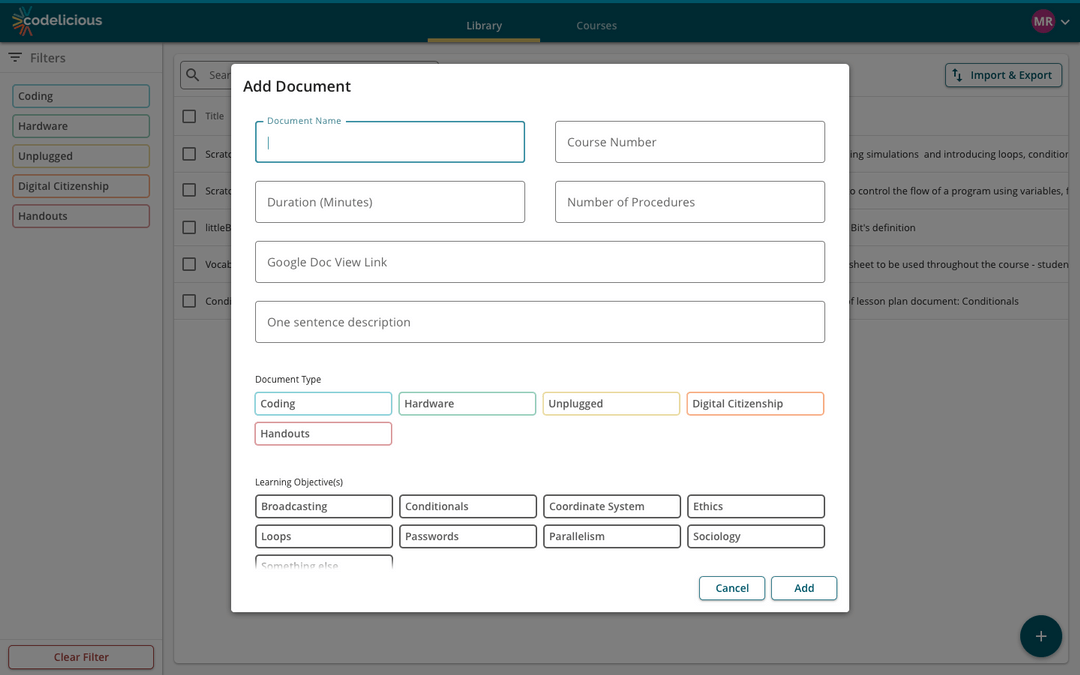 codelicious
Library
Courses
MR
Filters
Coding
Hardware
Unplugged
Digital Citizenship
Handouts
Clear Filter
Import & Export
Title
ing simulations and introducing loops, condition
o control the flow of a program using variables, f
littleB
Bit's definition
Vocab
sheet to be used throughout the course - studen
Condi
f lesson plan document: Conditionals
Add Document
Document Name
Course Number
Duration (Minutes)
Number of Procedures
Google Doc View Link
One sentence description
Document Type
Coding
Hardware
Unplugged
Digital Citizenship
Handouts
Learning Objective(s)
Broadcasting
Conditionals
Coordinate System
Ethics
Loops
Passwords
Parallelism
Sociology
Something else
Cancel
Add
+